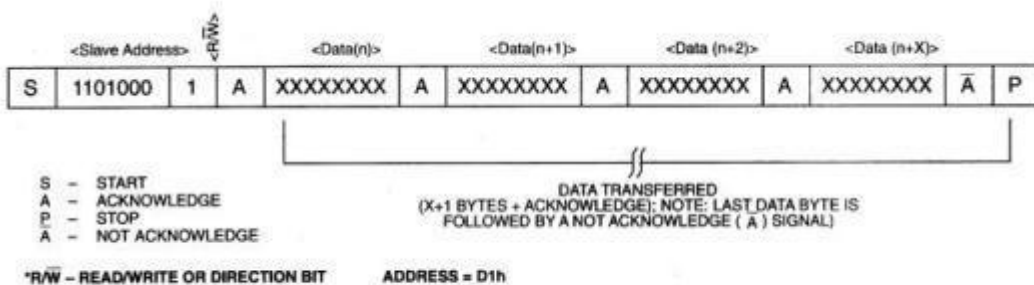 <Slave Address> <R/W̅> <Data(n)> <Data(n+1)> <Data (n+2)> <Data (n+X)>
S 1101000 1 A XXXXXXXX A XXXXXXXX A XXXXXXXX A XXXXXXXX A̅ P
S – START
A – ACKNOWLEDGE
P – STOP
A̅ – NOT ACKNOWLEDGE
DATA TRANSFERRED
(X+1 BYTES + ACKNOWLEDGE); NOTE: LAST DATA BYTE IS
FOLLOWED BY A NOT ACKNOWLEDGE ( A̅ ) SIGNAL)
*R/W̅ – READ/WRITE OR DIRECTION BIT ADDRESS = D1h